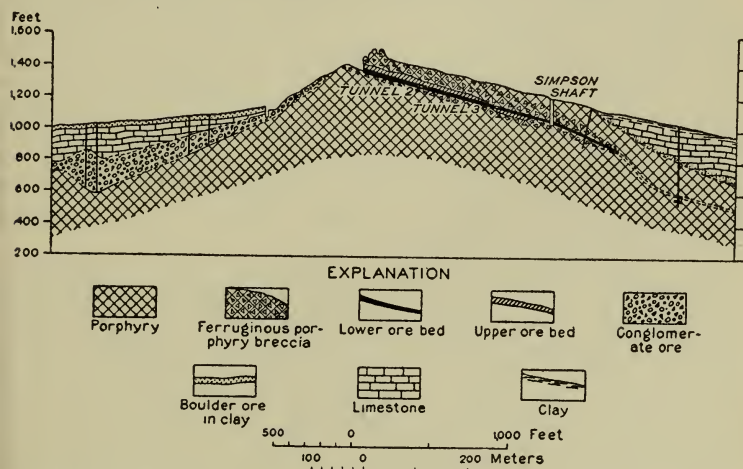 Feet
1,600
1,400
1,200
1,000
800
600
400
200
SIMPSON
SHAFT
TUNNEL 2
TUNNEL 3
EXPLANATION
Porphyry
Ferruginous por-
phyry breccia
Lower ore bed
Upper ore bed
Conglomer-
ate ore
Boulder ore
in clay
Limestone
Clay
500 0 1,000 Feet
100 0 200 Meters